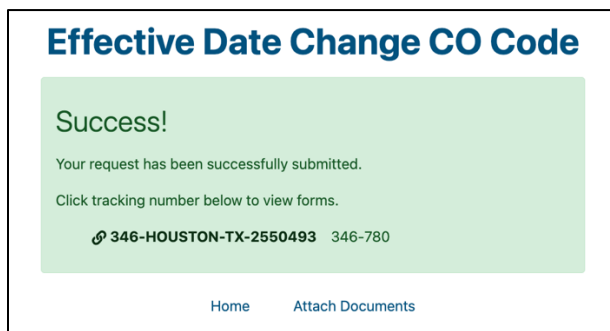 Effective Date Change CO Code
Success!
Your request has been successfully submitted.
Click tracking number below to view forms.
346-HOUSTON-TX-2550493 346-780
Home Attach Documents